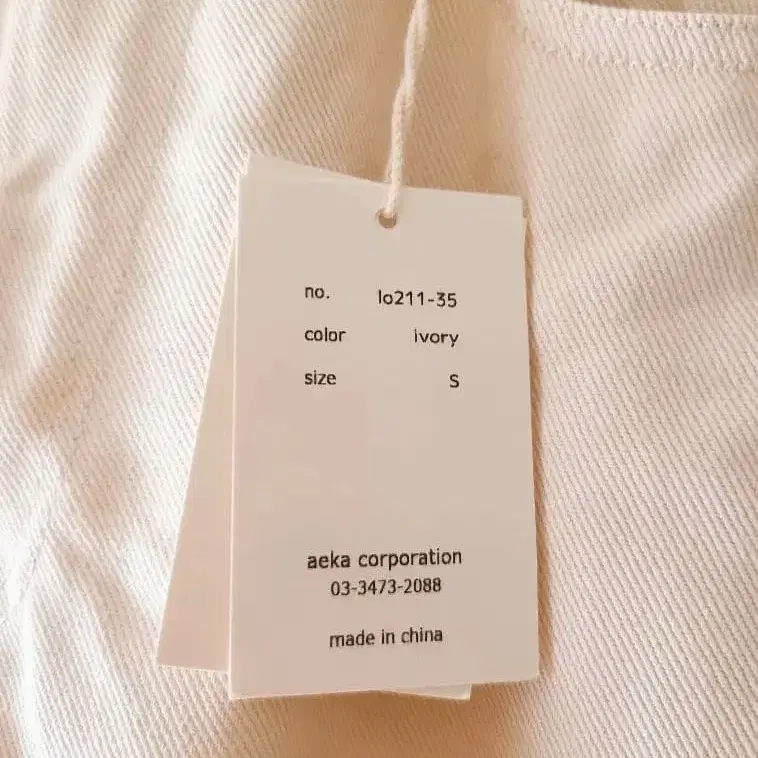 no. lo211-35
color ivory
size S
aeka corporation
03-3473-2088
made in china